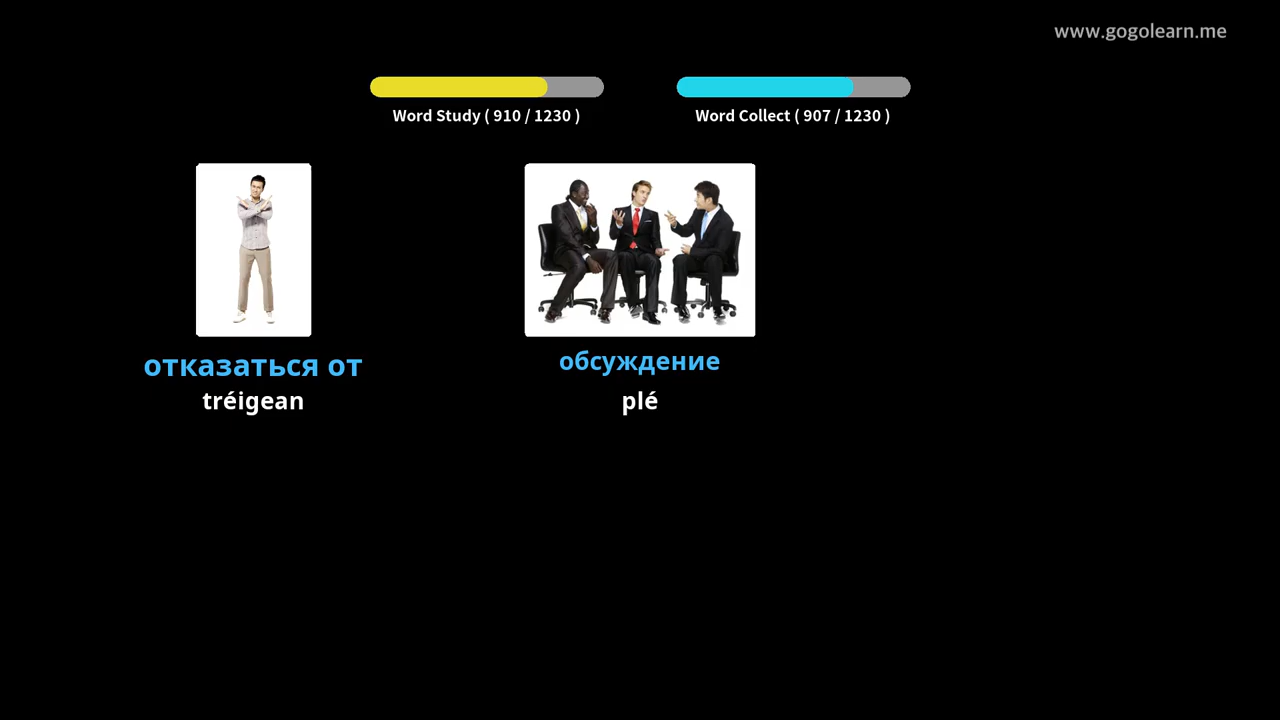 www.gogolearn.me
Word Study ( 910 / 1230 )
Word Collect ( 907 / 1230 )
отказаться от
tréigean
обсуждение
plé